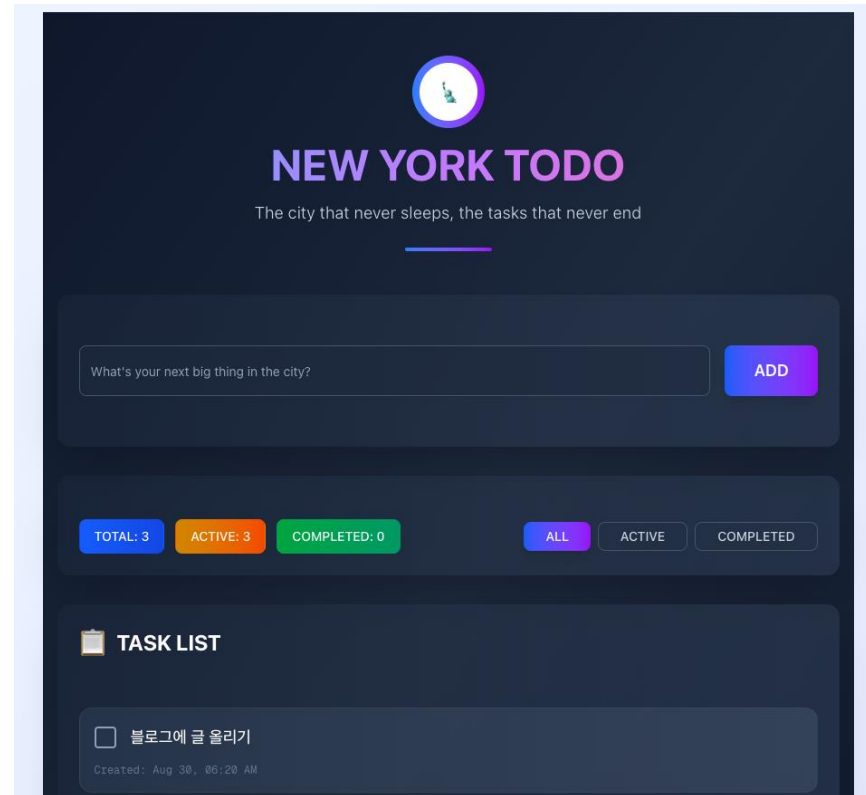 NEW YORK TODO
The city that never sleeps, the tasks that never end
What's your next big thing in the city?
ADD
TOTAL: 3
ACTIVE: 3
COMPLETED: 0
ALL
ACTIVE
COMPLETED
TASK LIST
블로그에 글 올리기
Created: Aug 30, 06:20 AM